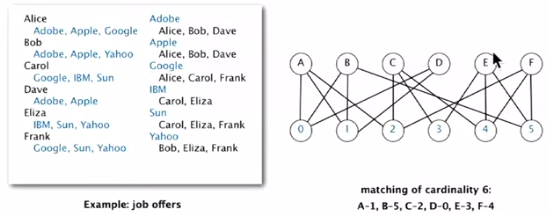 Alice
Adobe, Apple, Google
Bob
Adobe, Apple, Yahoo
Carol
Google, IBM, Sun
Dave
Adobe, Apple
Eliza
IBM, Sun, Yahoo
Frank
Google, Sun, Yahoo
Adobe
Alice, Bob, Dave
Apple
Alice, Bob, Dave
Google
Alice, Carol, Frank
IBM
Carol, Eliza
Sun
Carol, Eliza, Frank
Yahoo
Bob, Eliza, Frank
Example: job offers
A B C D E F
0 1 2 3 4 5
matching of cardinality 6:
A-1, B-5, C-2, D-0, E-3, F-4